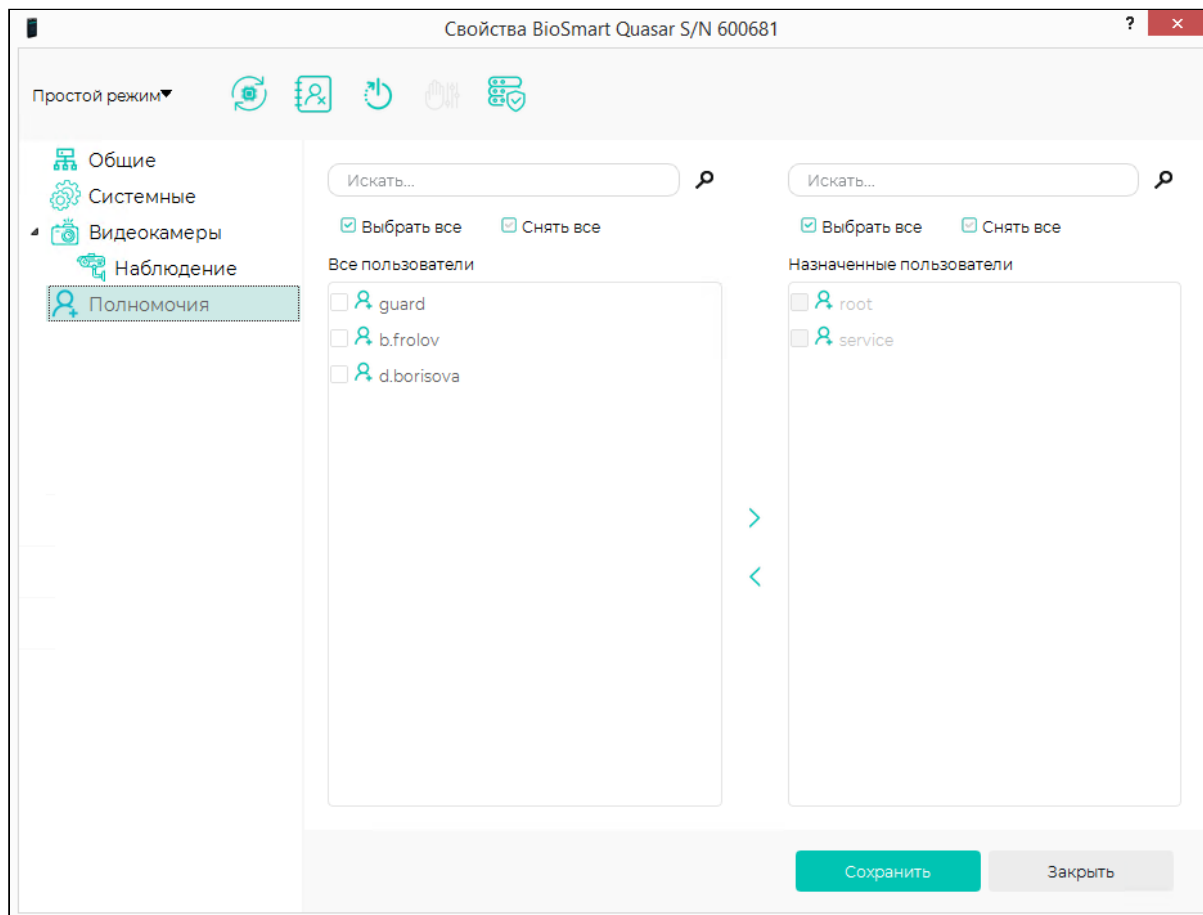 Свойства BioSmart Quasar S/N 600681
?
Простой режим
Общие
Системные
Видеокамеры
Наблюдение
Полномочия
Искать...
Выбрать все
Снять все
Все пользователи
guard
b.frolov
d.borisova
Искать...
Выбрать все
Снять все
Назначенные пользователи
root
service
Сохранить
Закрыть